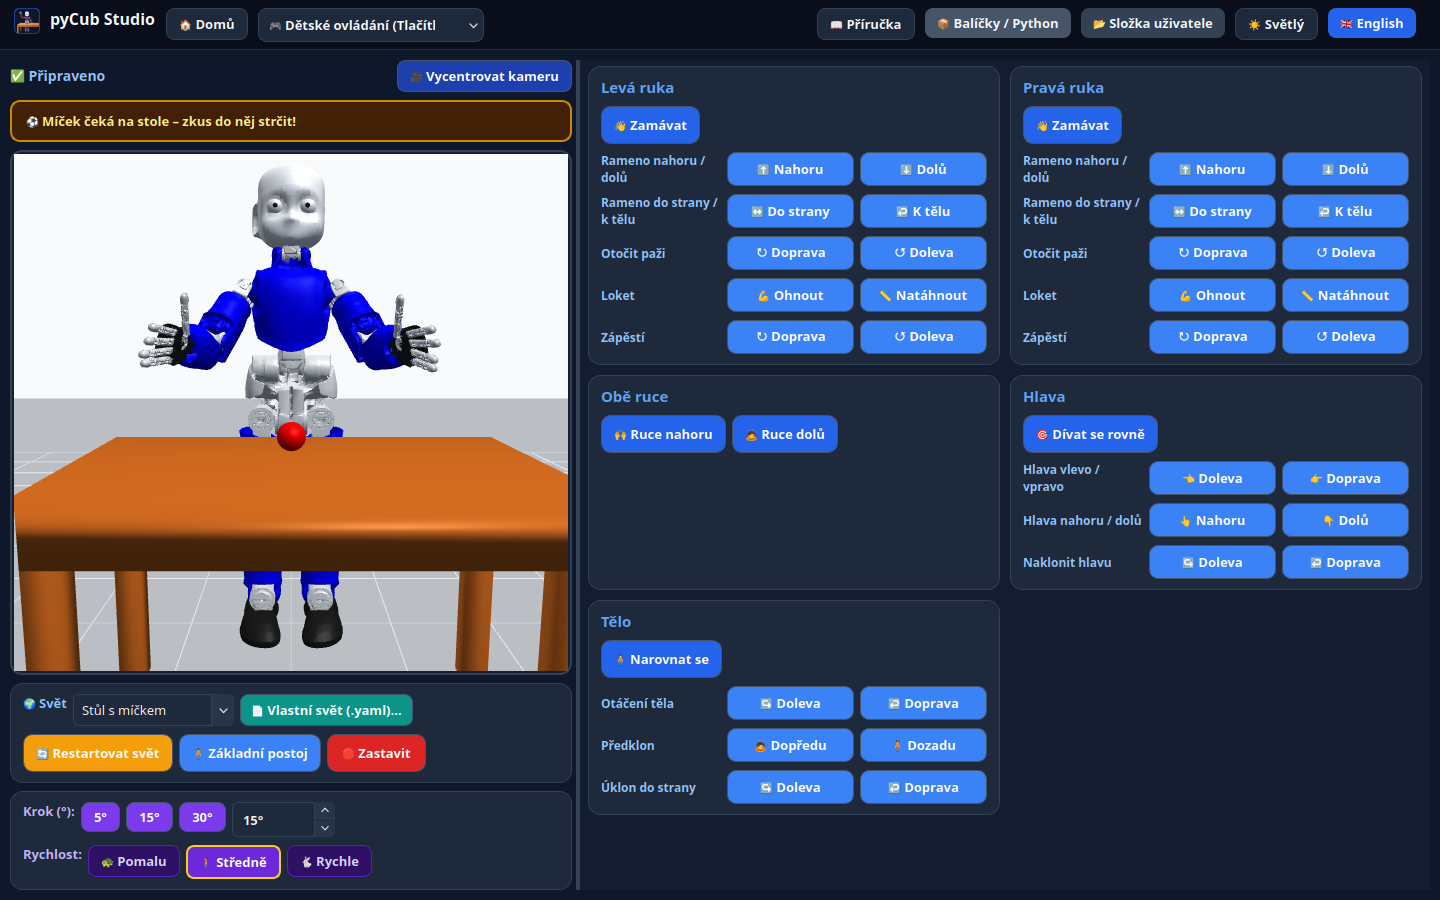 pyCub Studio
Domů
Dětské ovládání (Tlačítl
Příručka
Balíčky / Python
Složka uživatele
Světlý
English
Připraveno
Vycentrovat kameru
Míček čeká na stole – zkus do něj strčit!
Svět
Stůl s míčkem
Vlastní svět (.yaml)...
Restartovat svět
Základní postoj
Zastavit
Krok (°):
5°
15°
30°
15°
Rychlost:
Pomalu
Středně
Rychle
Levá ruka
Zamávat
Rameno nahoru /
dolů
Nahoru
Dolů
Rameno do strany /
k tělu
Do strany
K tělu
Otočit paži
Doprava
Doleva
Loket
Ohnout
Natáhnout
Zápěstí
Doprava
Doleva
Pravá ruka
Zamávat
Rameno nahoru /
dolů
Nahoru
Dolů
Rameno do strany /
k tělu
Do strany
K tělu
Otočit paži
Doprava
Doleva
Loket
Ohnout
Natáhnout
Zápěstí
Doprava
Doleva
Obě ruce
Ruce nahoru
Ruce dolů
Hlava
Dívat se rovně
Hlava vlevo /
vpravo
Doleva
Doprava
Hlava nahoru / dolů
Nahoru
Dolů
Naklonit hlavu
Doleva
Doprava
Tělo
Narovnat se
Otáčení těla
Doleva
Doprava
Předklon
Dopředu
Dozadu
Úklon do strany
Doleva
Doprava